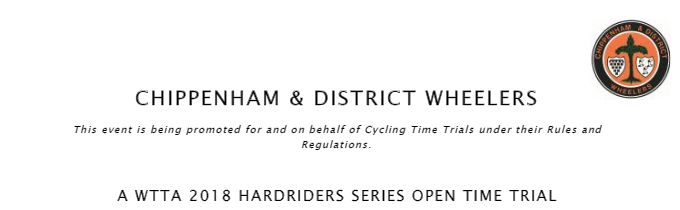 CHIPPENHAM & DISTRICT
WHEELERS
CHIPPENHAM & DISTRICT WHEELERS
This event is being promoted for and on behalf of Cycling Time Trials under their Rules and
Regulations.
A WTTA 2018 HARDRIDERS SERIES OPEN TIME TRIAL